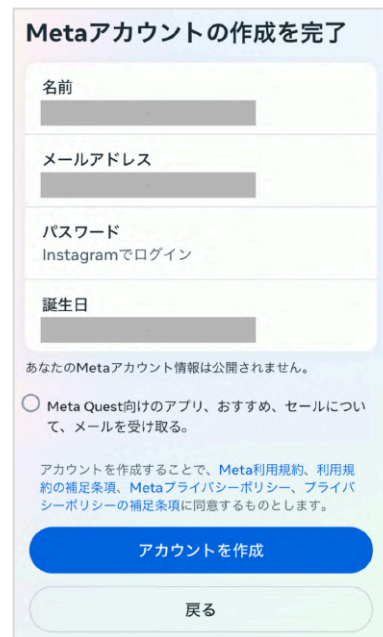 Metaアカウントの作成を完了
名前
メールアドレス
パスワード
Instagramでログイン
誕生日
あなたのMetaアカウント情報は公開されません。
Meta Quest向けのアプリ、おすすめ、セールについ
て、メールを受け取る。
アカウントを作成することで、Meta利用規約、利用規
約の補足条項、Metaプライバシーポリシー、プライバ
シーポリシーの補足条項に同意するものとします。
アカウントを作成
戻る